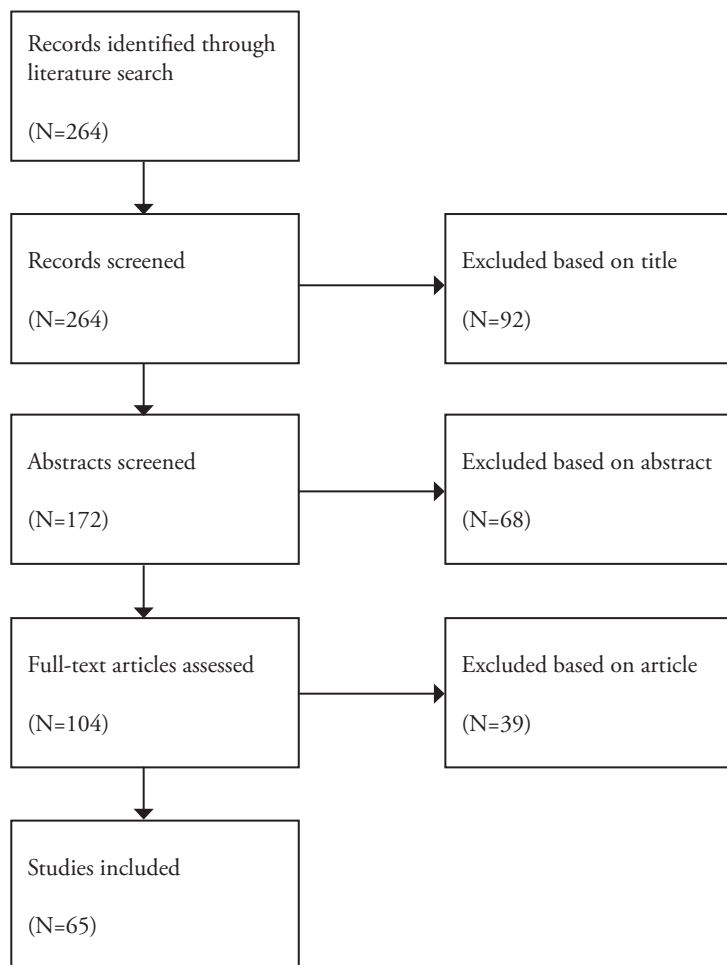 Records identified through
literature search
(N=264)
Records screened
(N=264)
Excluded based on title
(N=92)
Abstracts screened
(N=172)
Excluded based on abstract
(N=68)
Full-text articles assessed
(N=104)
Excluded based on article
(N=39)
Studies included
(N=65)